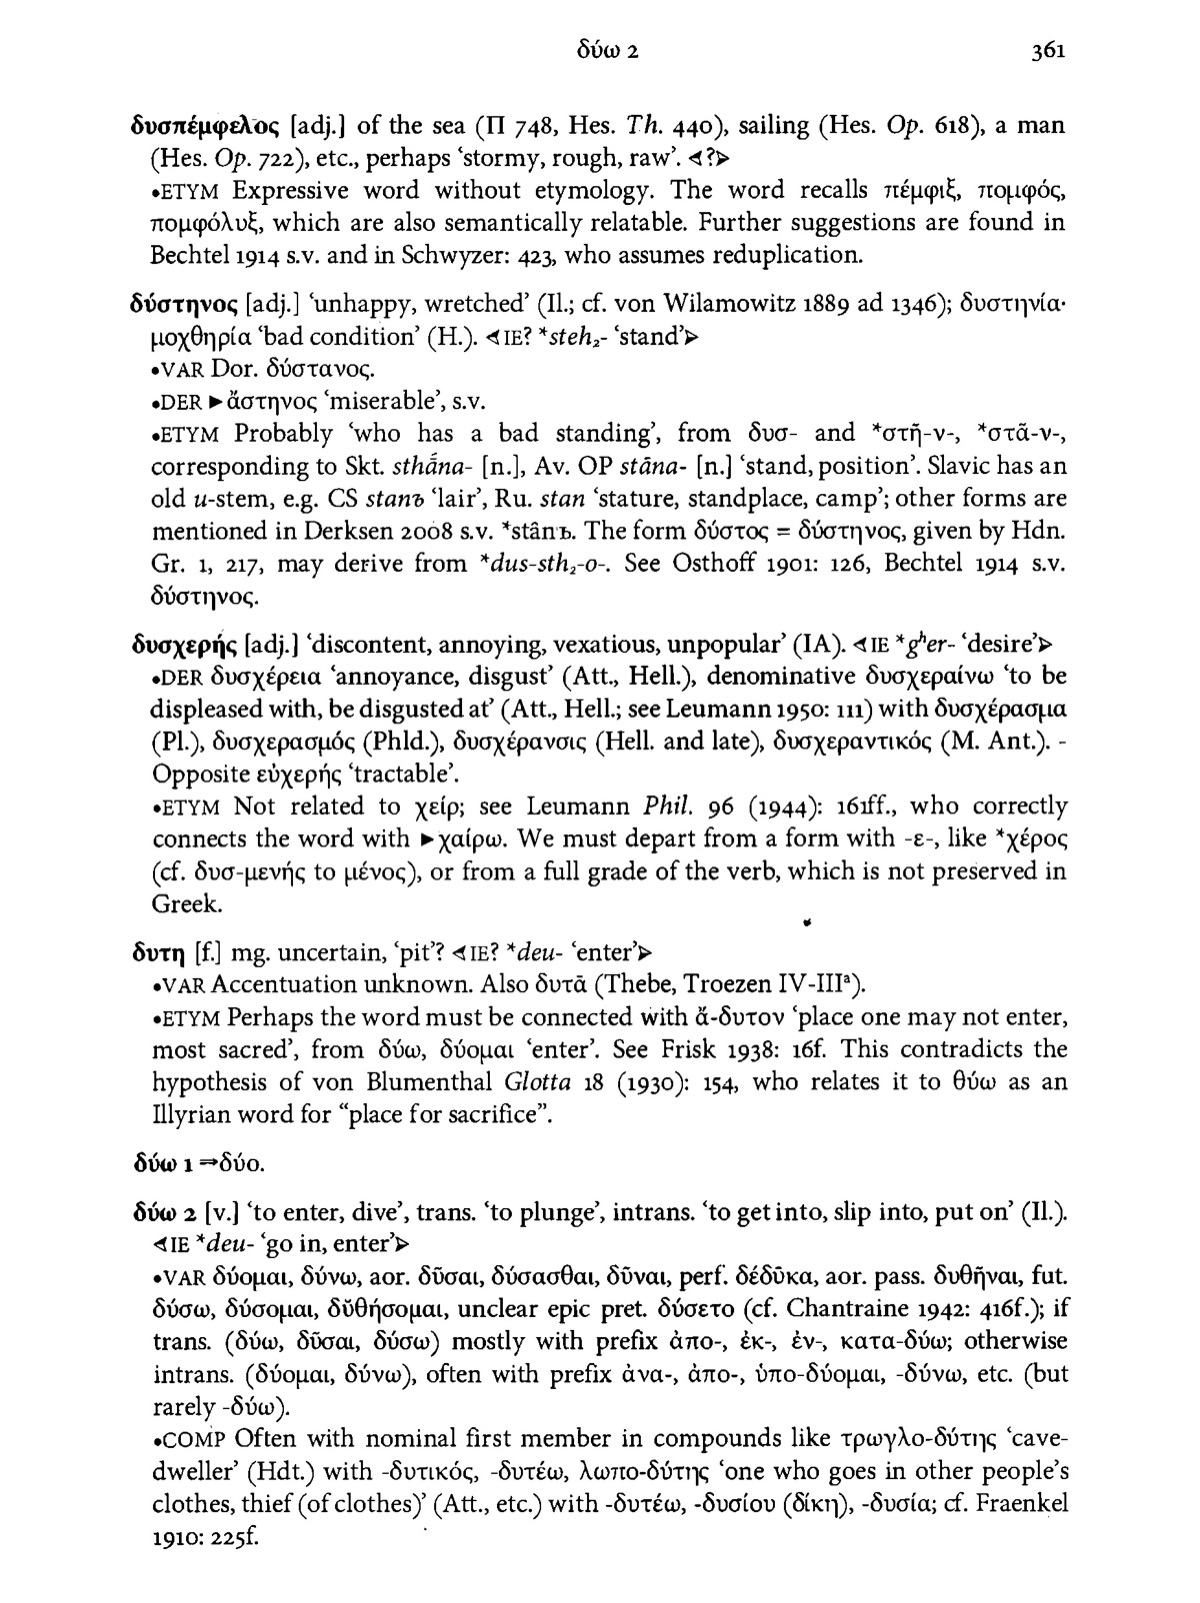 δύω 2 361
δυσπέμφελος [adj.] of the sea (Π 748, Hes. Th. 440), sailing (Hes. Op. 618), a man
(Hes. Op. 722), etc., perhaps ‘stormy, rough, raw’. ⊲?⊳
•ETYM Expressive word without etymology. The word recalls πέμφιξ, πομφός,
πομφόλυξ, which are also semantically relatable. Further suggestions are found in
Bechtel 1914 s.v. and in Schwyzer: 423, who assumes reduplication.
δύστηνος [adj.] ‘unhappy, wretched’ (Il.; cf. von Wilamowitz 1889 ad 1346); δυστηνία·
μοχθηρία ‘bad condition’ (H.). ⊲IE? *steh₂- ‘stand’⊳
•VAR Dor. δύστανος.
•DER ►ἄστηνος ‘miserable’, s.v.
•ETYM Probably ‘who has a bad standing’, from δυσ- and *στῆ-ν-, *στᾶ-ν-,
corresponding to Skt. sthā́na- [n.], Av. OP stāna- [n.] ‘stand, position’. Slavic has an
old u-stem, e.g. CS stanъ ‘lair’, Ru. stan ‘stature, standplace, camp’; other forms are
mentioned in Derksen 2008 s.v. *stânъ. The form δύστος = δύστηνος, given by Hdn.
Gr. 1, 217, may derive from *dus-sth₂-o-. See Osthoff 1901: 126, Bechtel 1914 s.v.
δύστηνος.
δυσχερής [adj.] ‘discontent, annoying, vexatious, unpopular’ (IA). ⊲IE *gʰer- ‘desire’⊳
•DER δυσχέρεια ‘annoyance, disgust’ (Att., Hell.), denominative δυσχεραίνω ‘to be
displeased with, be disgusted at’ (Att., Hell.; see Leumann 1950: 111) with δυσχέρασμα
(Pl.), δυσχερασμός (Phld.), δυσχέρανσις (Hell. and late), δυσχεραντικός (M. Ant.). -
Opposite εὐχερής ‘tractable’.
•ETYM Not related to χείρ; see Leumann Phil. 96 (1944): 161ff., who correctly
connects the word with ►χαίρω. We must depart from a form with -ε-, like *χέρος
(cf. δυσ-μενής to μένος), or from a full grade of the verb, which is not preserved in
Greek.
δυτη [f.] mg. uncertain, ‘pit’? ⊲IE? *deu- ‘enter’⊳
•VAR Accentuation unknown. Also δυτᾱ (Thebe, Troezen IV-IIIᵃ).
•ETYM Perhaps the word must be connected with ἄ-δυτον ‘place one may not enter,
most sacred’, from δύω, δύομαι ‘enter’. See Frisk 1938: 16f. This contradicts the
hypothesis of von Blumenthal Glotta 18 (1930): 154, who relates it to θύω as an
Illyrian word for “place for sacrifice”.
δύω 1 ⇒δύο.
δύω 2 [v.] ‘to enter, dive’, trans. ‘to plunge’, intrans. ‘to get into, slip into, put on’ (Il.).
⊲IE *deu- ‘go in, enter’⊳
•VAR δύομαι, δύνω, aor. δῦσαι, δύσασθαι, δῦναι, perf. δέδῡκα, aor. pass. δυθῆναι, fut.
δύσω, δύσομαι, δῠθήσομαι, unclear epic pret. δύσετο (cf. Chantraine 1942: 416f.); if
trans. (δύω, δῦσαι, δύσω) mostly with prefix ἀπο-, ἐκ-, ἐν-, κατα-δύω; otherwise
intrans. (δύομαι, δύνω), often with prefix ἀνα-, ἀπο-, ὑπο-δύομαι, -δύνω, etc. (but
rarely -δύω).
•COMP Often with nominal first member in compounds like τρωγλο-δύτης ‘cave-
dweller’ (Hdt.) with -δυτικός, -δυτέω, λωπο-δύτης ‘one who goes in other people’s
clothes, thief (of clothes)’ (Att., etc.) with -δυτέω, -δυσίου (δίκη), -δυσία; cf. Fraenkel
1910: 225f.